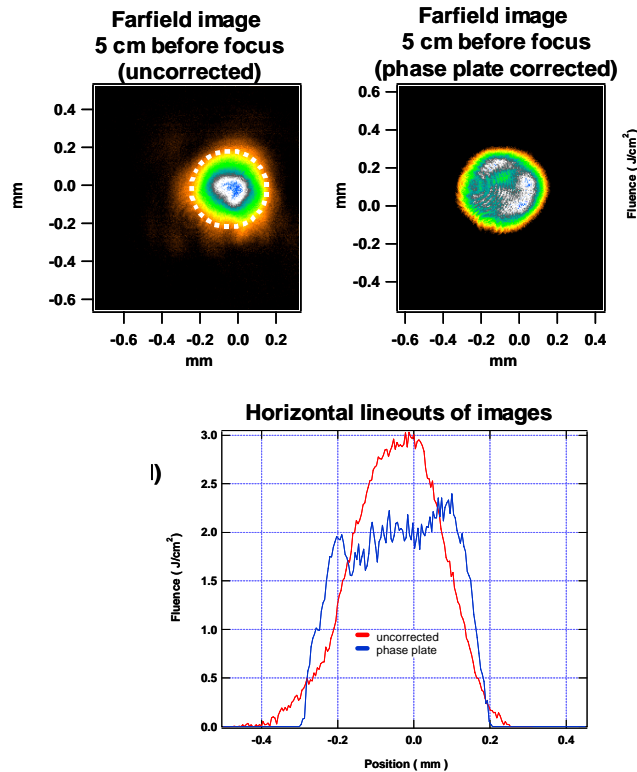 Farfield image
5 cm before focus
(uncorrected)
0.4
0.2
0.0
-0.2
-0.4
-0.6
mm
-0.6 -0.4 -0.2 0.0 0.2
mm
Farfield image
5 cm before focus
(phase plate corrected)
0.6
0.4
0.2
0.0
-0.2
-0.4
mm
-0.6 -0.4 -0.2 0.0 0.2 0.4
mm
Fluence ( J/cm2)
Horizontal lineouts of images
l)
3.0
2.5
2.0
1.5
1.0
0.5
0.0
Fluence ( J/cm2)
uncorrected
phase plate
-0.4 -0.2 0.0 0.2 0.4
Position ( mm )